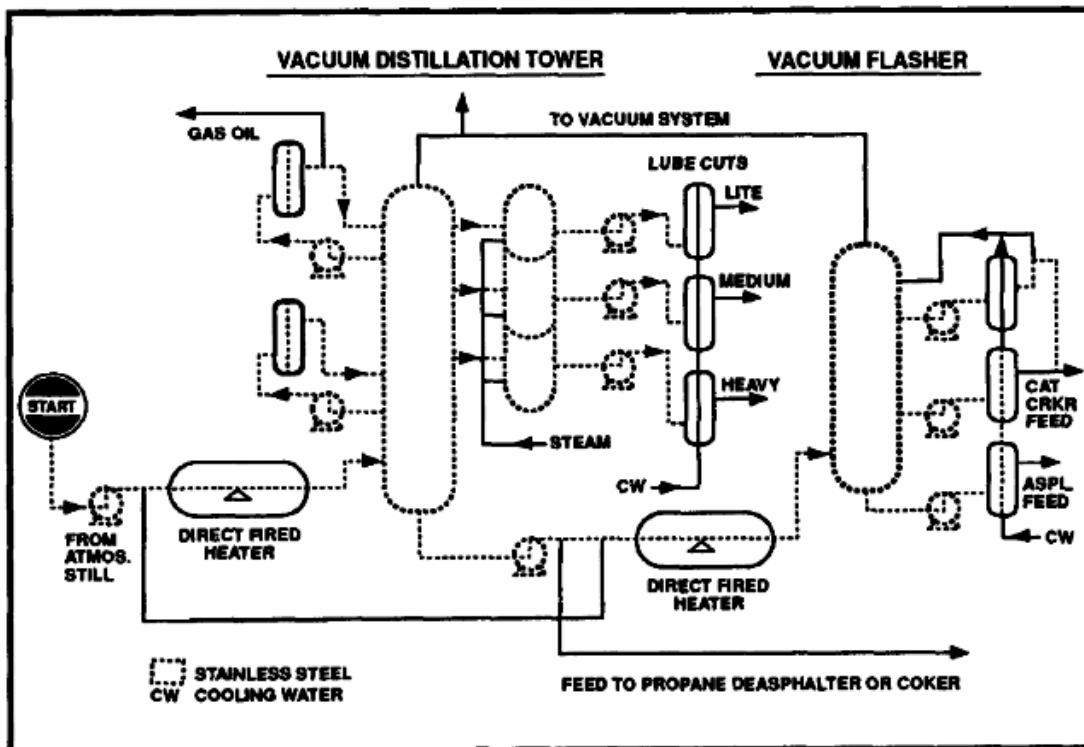 VACUUM DISTILLATION TOWER
VACUUM FLASHER
GAS OIL
TO VACUUM SYSTEM
LUBE CUTS
LITE
MEDIUM
HEAVY
START
STEAM
CW
CAT
CRKR
FEED
ASPL.
FEED
CW
FROM
ATMOS.
STILL
DIRECT FIRED
HEATER
DIRECT FIRED
HEATER
STAINLESS STEEL
CW COOLING WATER
FEED TO PROPANE DEASPHALTER OR COKER